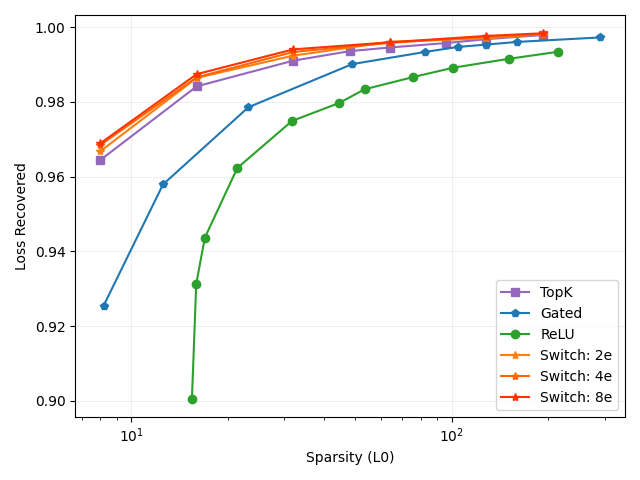 1.00
0.98
0.96
0.94
0.92
0.90
Loss Recovered
10¹
10²
Sparsity (L0)
TopK
Gated
ReLU
Switch: 2e
Switch: 4e
Switch: 8e